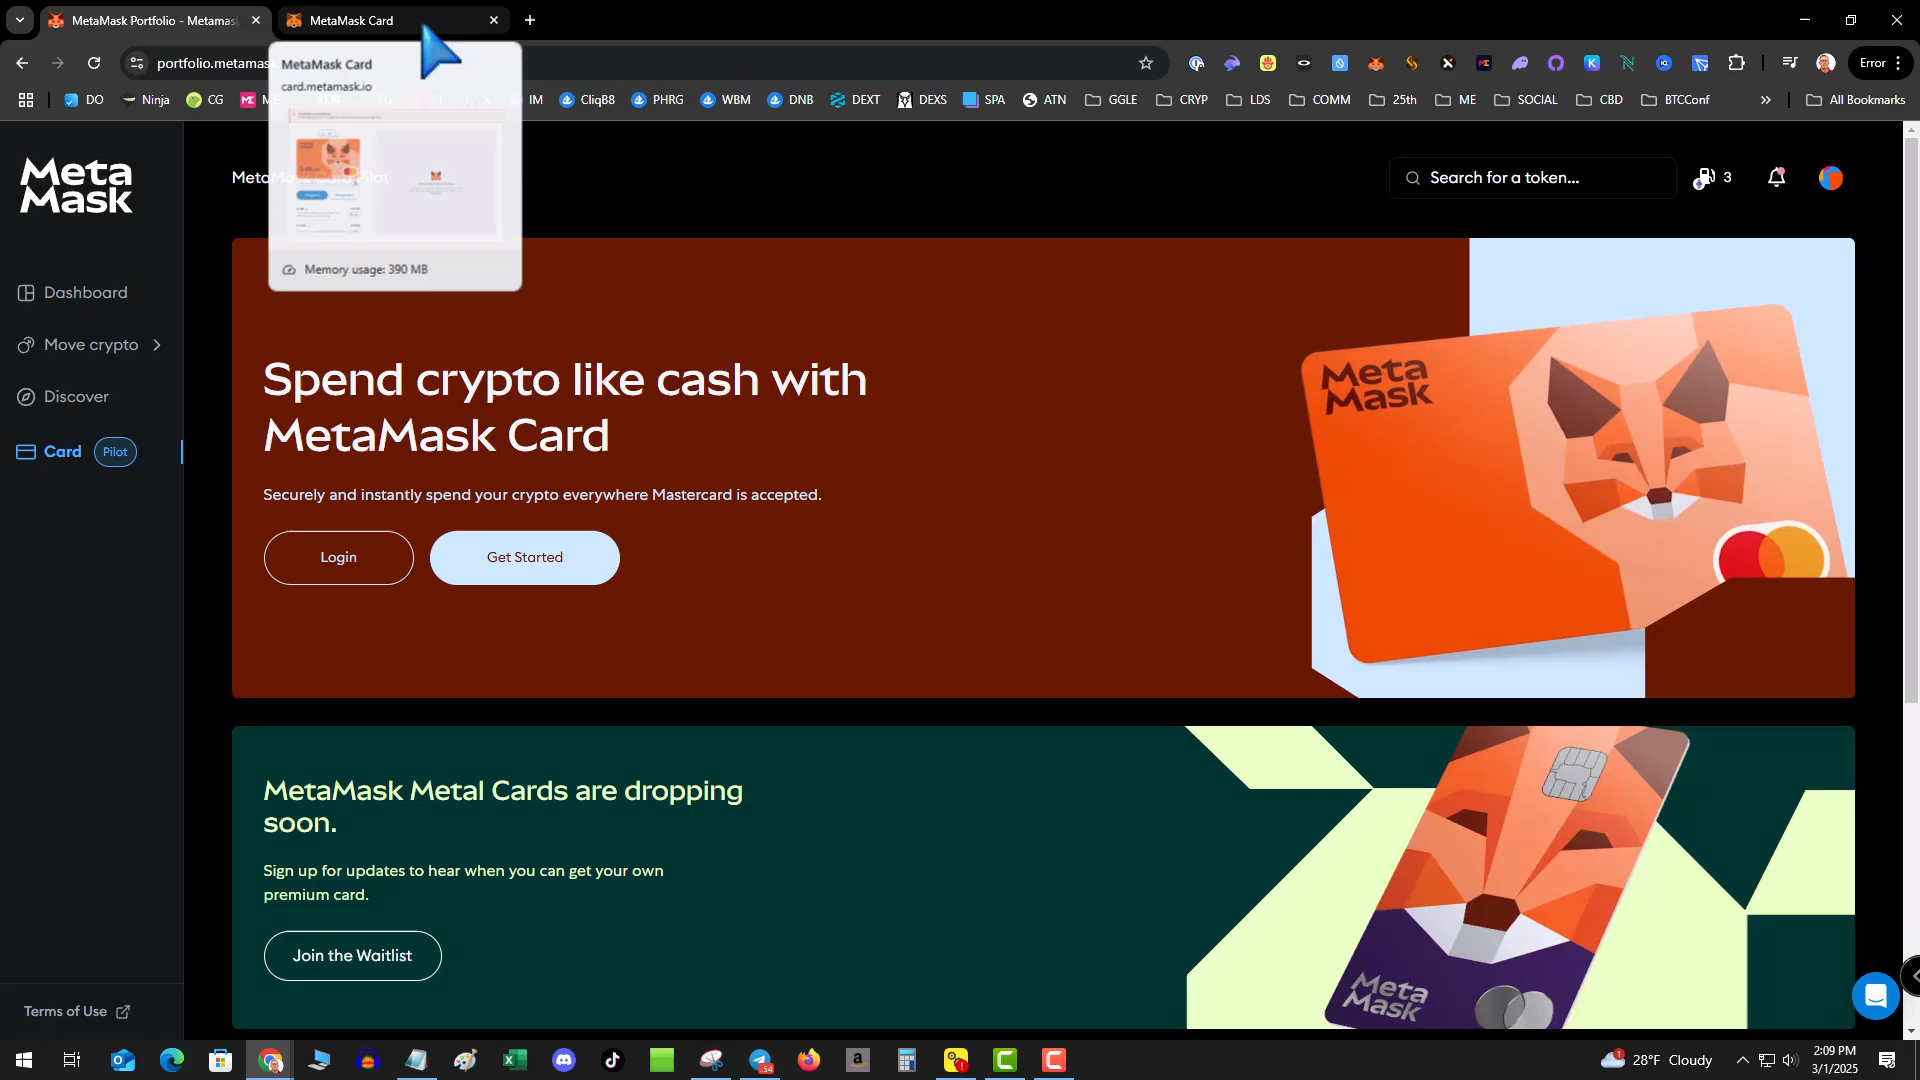 MetaMask Portfolio - Metamas
MetaMask Card
portfolio.metamas
Error
MetaMask Card
card.metamask.io
Memory usage: 390 MB
DO
Ninja
CG
IM
CliqB8
PHRG
WBM
DNB
DEXT
DEXS
SPA
ATN
GGLE
CRYP
LDS
COMM
25th
ME
SOCIAL
CBD
BTCConf
All Bookmarks
Meta
Mask
MetaMask Card Pilot
Search for a token...
3
Dashboard
Move crypto
Discover
Card
Pilot
Spend crypto like cash with
MetaMask Card
Securely and instantly spend your crypto everywhere Mastercard is accepted.
Login
Get Started
Meta
Mask
MetaMask Metal Cards are dropping
soon.
Sign up for updates to hear when you can get your own
premium card.
Join the Waitlist
Meta
Mask
Terms of Use
54
1
28°F Cloudy
2:09 PM
3/1/2025